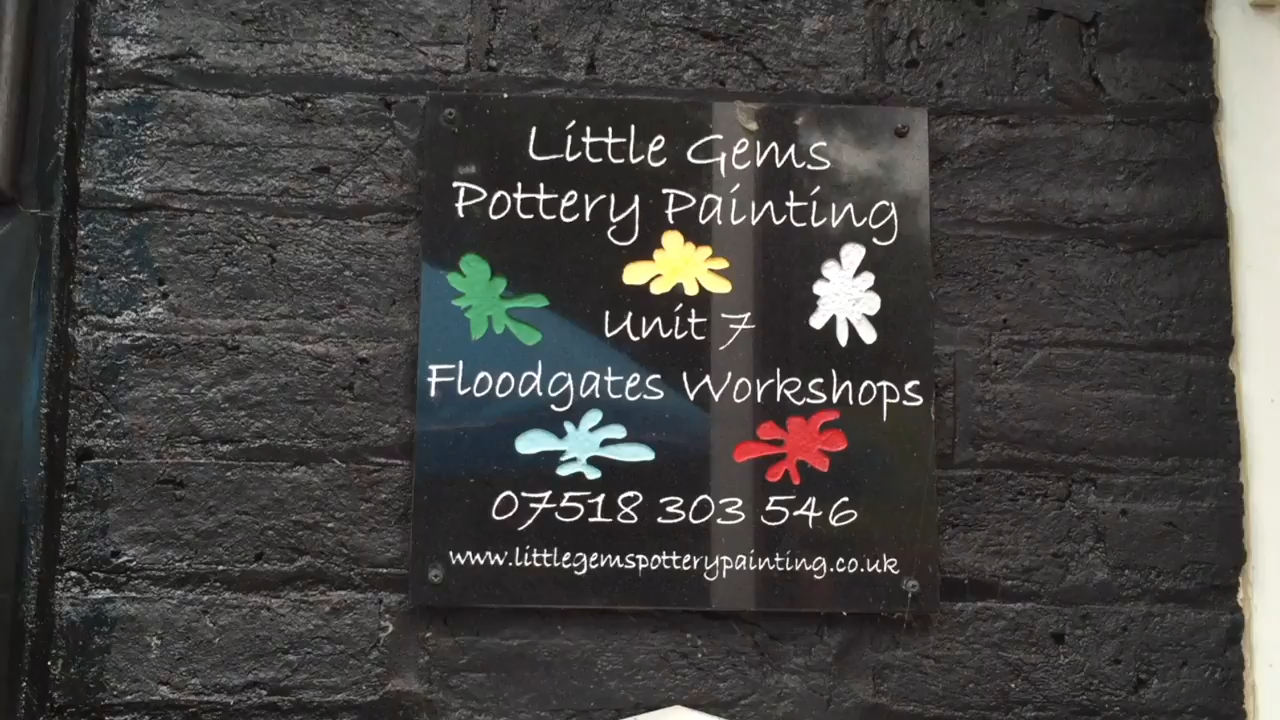 Little Gems
Pottery Painting
Unit 7
Floodgates Workshops
07518 303 546
www.littlegemspotterypainting.co.uk